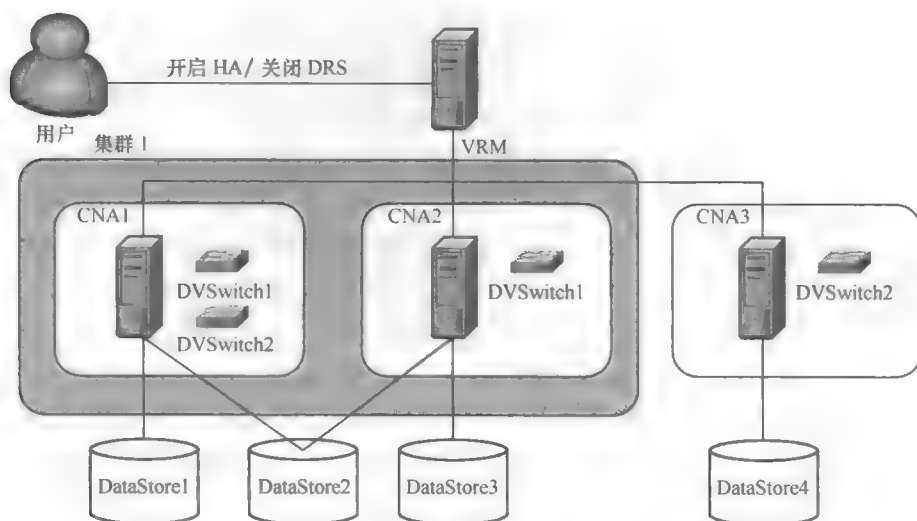 开启 HA/ 关闭 DRS
用户
集群 1
VRM
CNA1
CNA2
CNA3
DVSwitch1
DVSwitch2
DVSwitch1
DVSwitch2
DataStore1
DataStore2
DataStore3
DataStore4